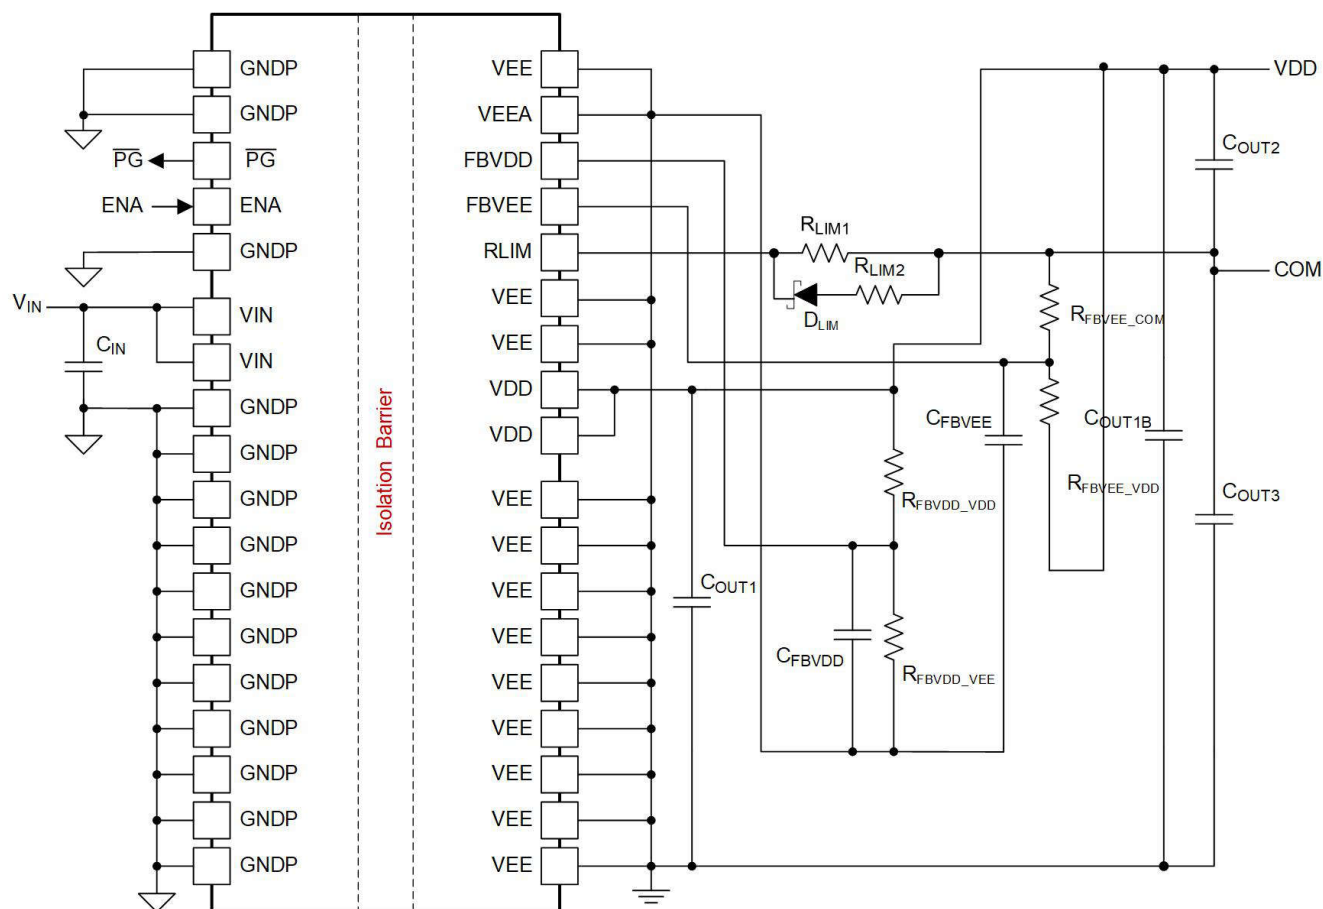 GNDP
GNDP
PG PG
ENA ENA
GNDP
VIN VIN
CIN
VIN
GNDP
GNDP
GNDP
GNDP
GNDP
GNDP
GNDP
GNDP
GNDP
GNDP
GNDP
Isolation Barrier
VEE
VEEA
FBVDD
FBVEE
RLIM
VEE
VEE
VDD
VDD
VEE
VEE
VEE
VEE
VEE
VEE
VEE
VEE
VEE
RLIM1
RLIM2
DLIM
COUT1
CFBVDD
RFBVDD_VDD
RFBVDD_VEE
CFBVEE
RFBVEE_COM
RFBVEE_VDD
COUT1B
VDD
COUT2
COM
COUT3